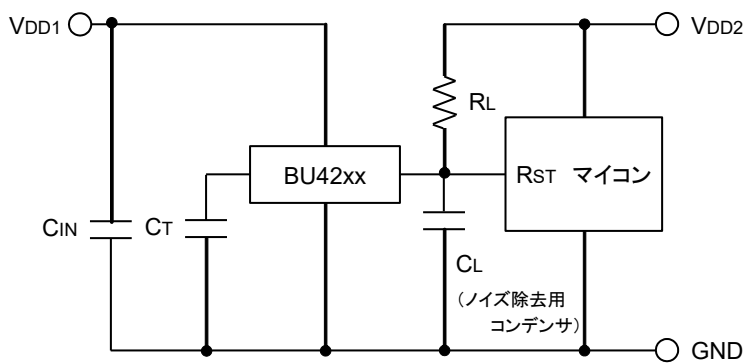 VDD1
VDD2
RL
BU42xx
RST マイコン
CIN
CT
CL
(ノイズ除去用
コンデンサ)
GND